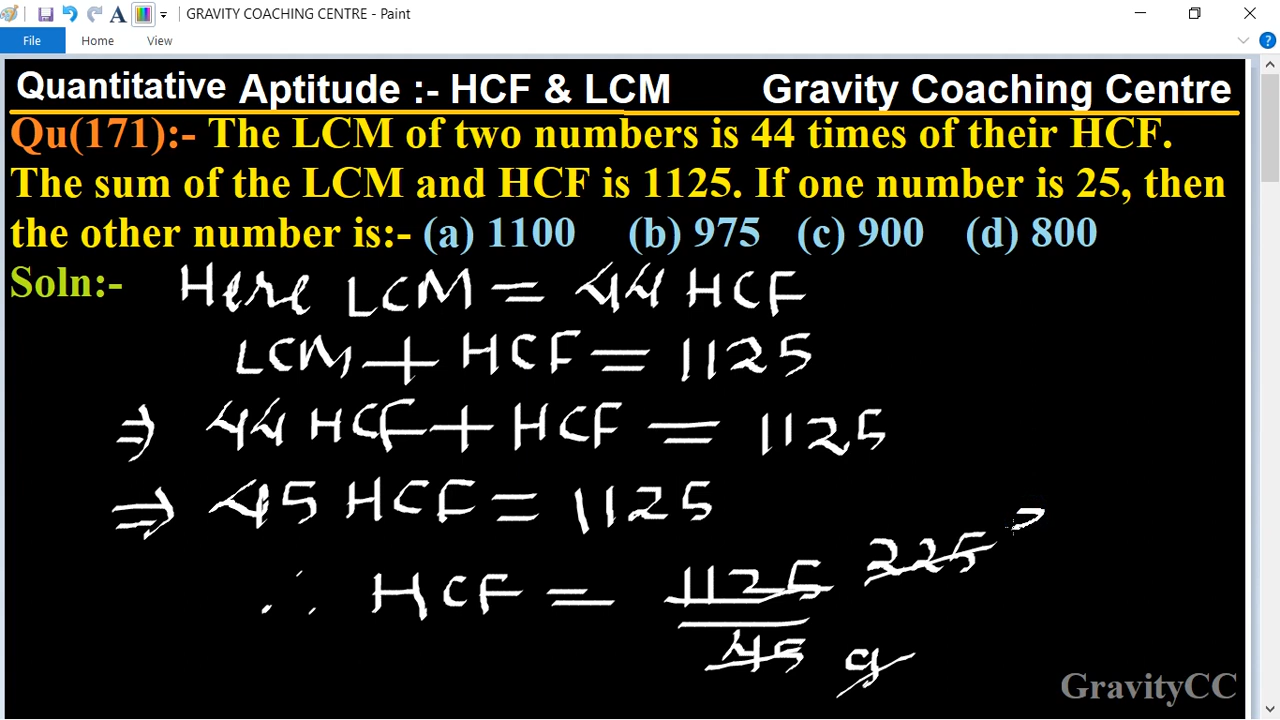 GRAVITY COACHING CENTRE - Paint
File Home View
Quantitative Aptitude :- HCF & LCM Gravity Coaching Centre
Qu(171):- The LCM of two numbers is 44 times of their HCF.
The sum of the LCM and HCF is 1125. If one number is 25, then
the other number is:- (a) 1100 (b) 975 (c) 900 (d) 800
Soln:- Here LCM = 44 HCF
LCM + HCF = 1125
⇒ 44 HCF + HCF = 1125
⇒ 45 HCF = 1125
∴ HCF = 1125 225 2
45 9
GravityCC